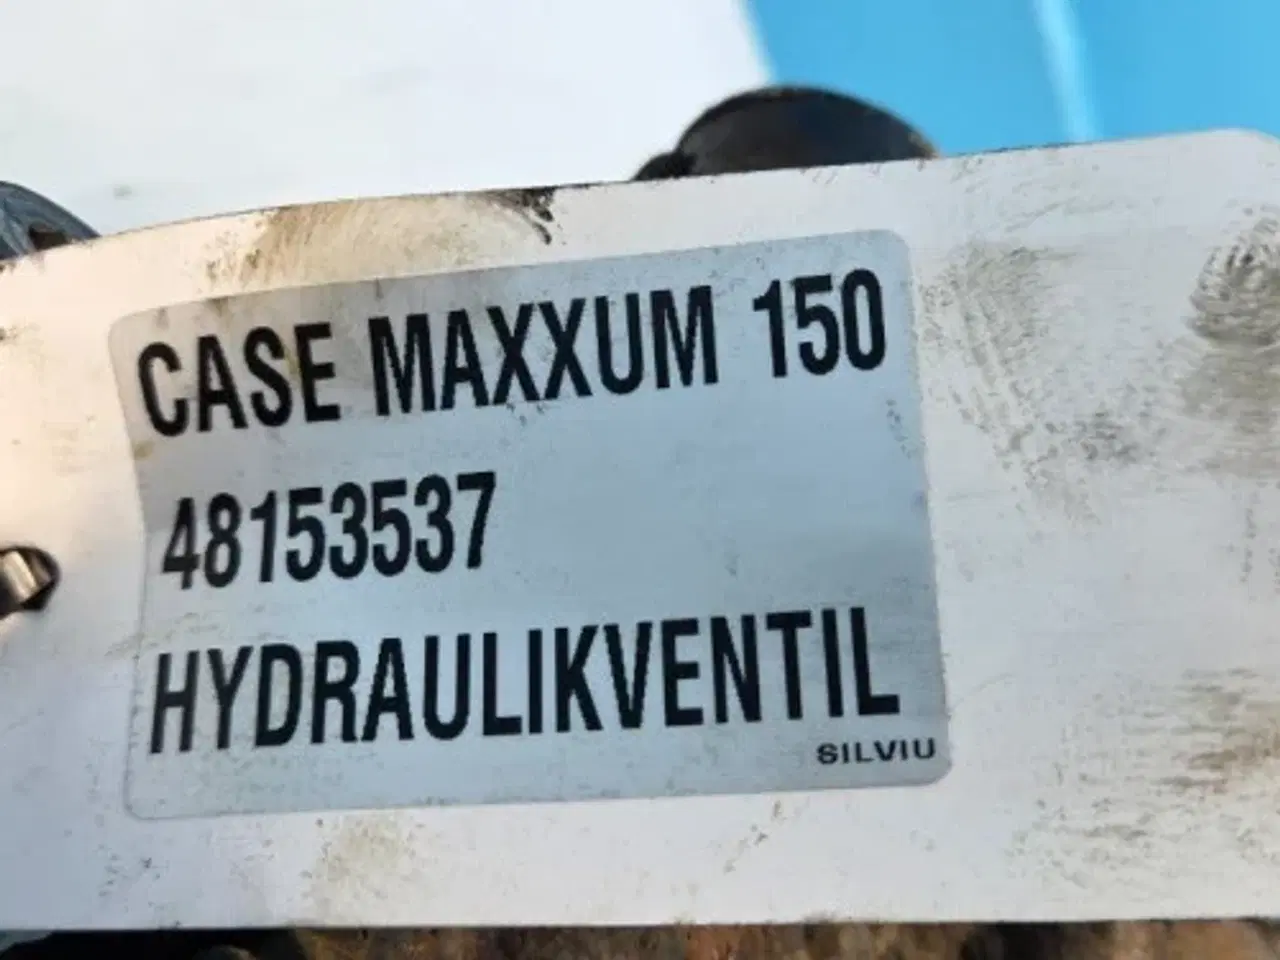 CASE MAXXUM 150
48153537
HYDRAULIKVENTIL
SILVIU